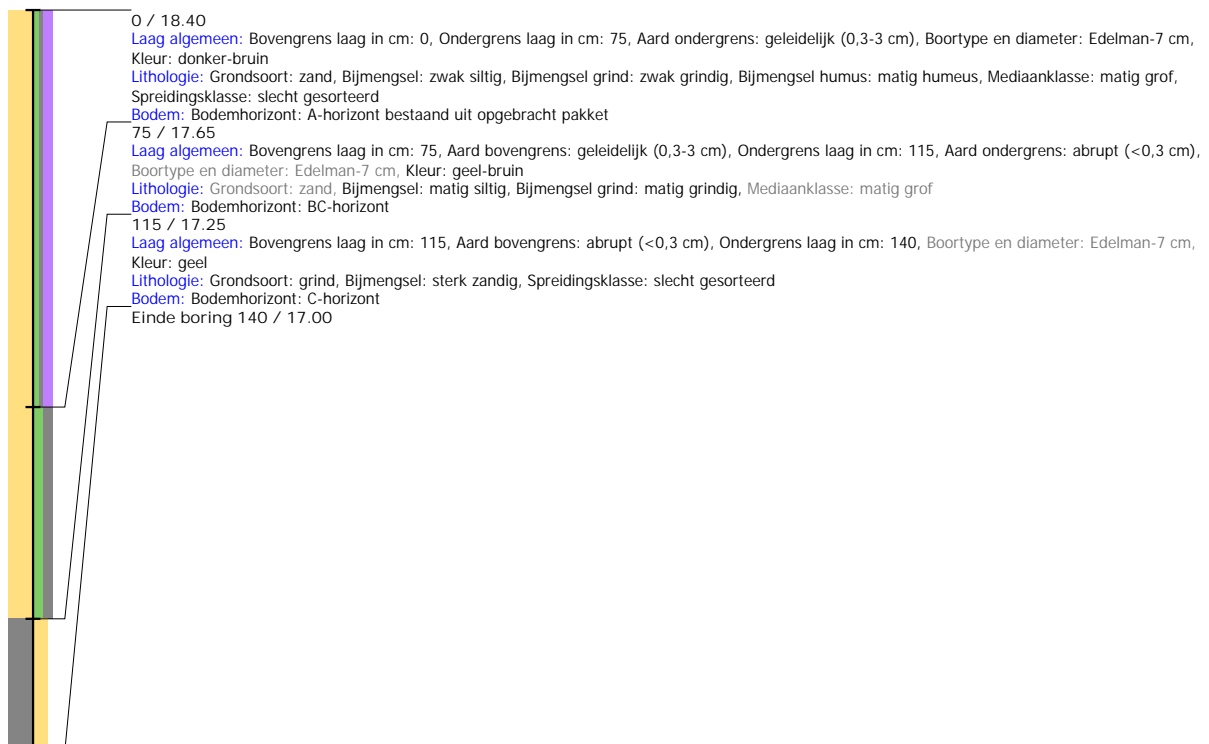 0 / 18.40
Laag algemeen: Bovengrens laag in cm: 0, Ondergrens laag in cm: 75, Aard ondergrens: geleidelijk (0,3-3 cm), Boortype en diameter: Edelman-7 cm,
Kleur: donker-bruin
Lithologie: Grondsoort: zand, Bijmengsel: zwak siltig, Bijmengsel grind: zwak grindig, Bijmengsel humus: matig humeus, Mediaanklasse: matig grof,
Spreidingsklasse: slecht gesorteerd
Bodem: Bodemhorizont: A-horizont bestaand uit opgebracht pakket
75 / 17.65
Laag algemeen: Bovengrens laag in cm: 75, Aard bovengrens: geleidelijk (0,3-3 cm), Ondergrens laag in cm: 115, Aard ondergrens: abrupt (<0,3 cm),
Boortype en diameter: Edelman-7 cm, Kleur: geel-bruin
Lithologie: Grondsoort: zand, Bijmengsel: matig siltig, Bijmengsel grind: matig grindig, Mediaanklasse: matig grof
Bodem: Bodemhorizont: BC-horizont
115 / 17.25
Laag algemeen: Bovengrens laag in cm: 115, Aard bovengrens: abrupt (<0,3 cm), Ondergrens laag in cm: 140, Boortype en diameter: Edelman-7 cm,
Kleur: geel
Lithologie: Grondsoort: grind, Bijmengsel: sterk zandig, Spreidingsklasse: slecht gesorteerd
Bodem: Bodemhorizont: C-horizont
Einde boring 140 / 17.00